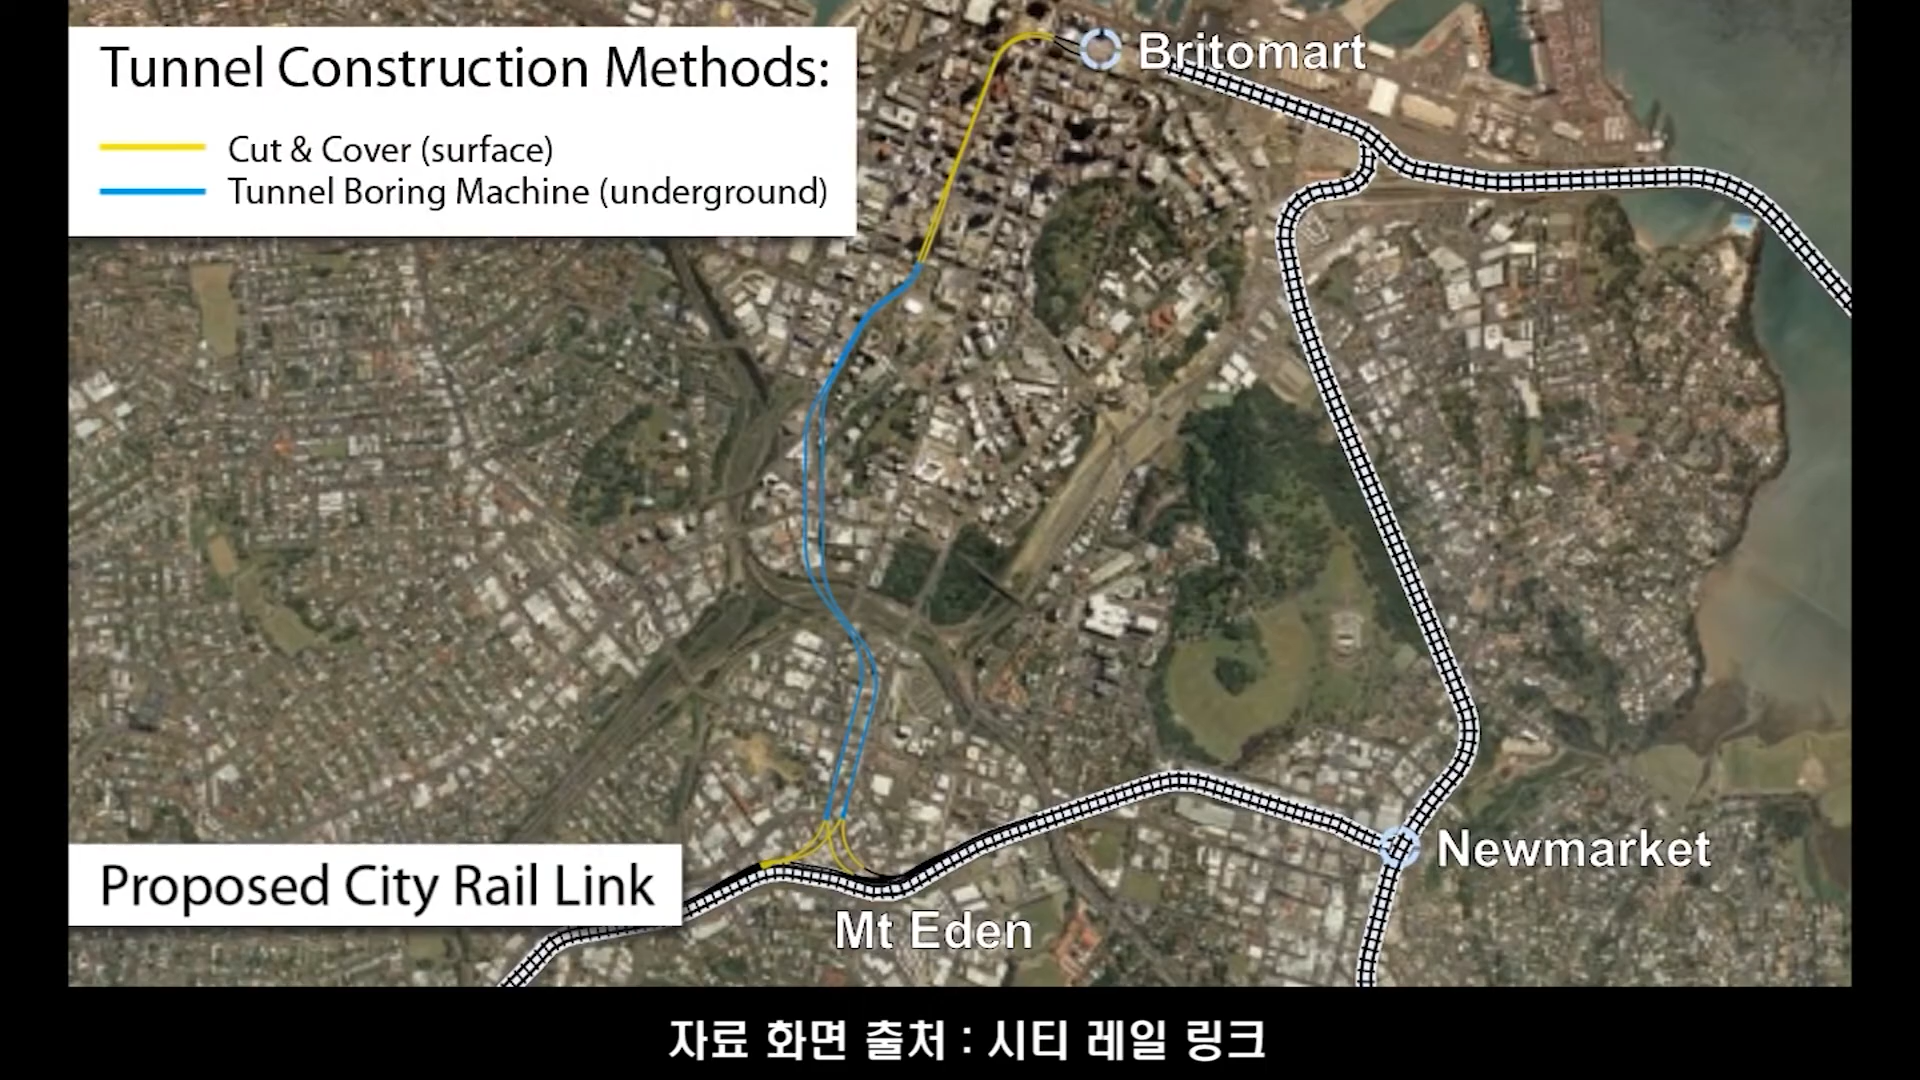 Tunnel Construction Methods:
Cut & Cover (surface)
Tunnel Boring Machine (underground)
Britomart
Newmarket
Proposed City Rail Link
Mt Eden
자료 화면 출처 : 시티 레일 링크